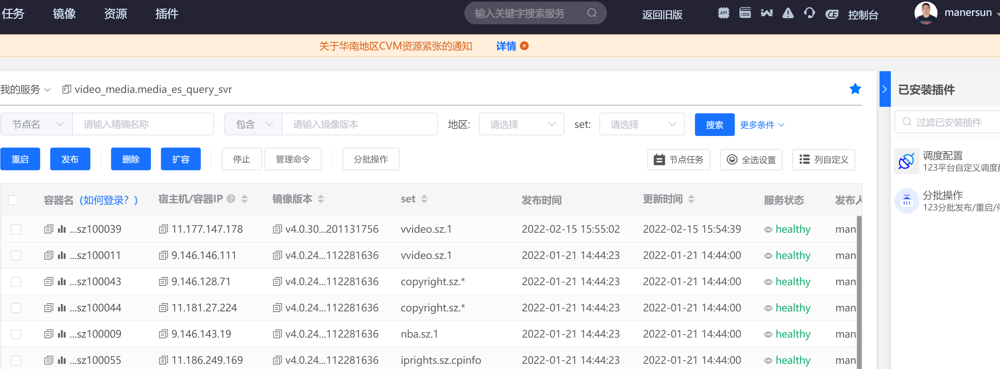 任务 镜像 资源 插件 输入关键字搜索服务 返回旧版 API LOG CE 控制台 manersun
关于华南地区CVM资源紧张的通知 详情
我的服务 video_media.media_es_query_svr
已安装插件
节点名 请输入精确名称 包含 请输入镜像版本 地区: 请选择 set: 请选择 搜索 更多条件
过滤已安装插件
重启 发布 删除 扩容 停止 管理命令 分批操作 节点任务 全选设置 列自定义
调度配置
123平台自定义调度
容器名（如何登录？） 宿主机/容器IP ? 镜像版本 set 发布时间 更新时间 服务状态 发布人
分批操作
123分批发布/重启/
...sz100039 11.177.147.178 v4.0.30...201131756 vvideo.sz.1 2022-02-15 15:55:02 2022-02-15 15:54:39 healthy man
...sz100011 9.146.146.111 v4.0.24...112281636 vvideo.sz.1 2022-01-21 14:44:23 2022-01-21 14:44:00 healthy man
...sz100043 9.146.128.71 v4.0.24...112281636 copyright.sz.* 2022-01-21 14:44:23 2022-01-21 14:44:00 healthy man
...sz100044 11.181.27.224 v4.0.24...112281636 copyright.sz.* 2022-01-21 14:44:23 2022-01-21 14:44:00 healthy man
...sz100009 9.146.143.19 v4.0.24...112281636 nba.sz.1 2022-01-21 14:44:23 2022-01-21 14:44:00 healthy man
...sz100055 11.186.249.169 v4.0.24...112281636 iprights.sz.cpinfo 2022-01-21 14:44:23 2022-01-21 14:44:00 healthy man